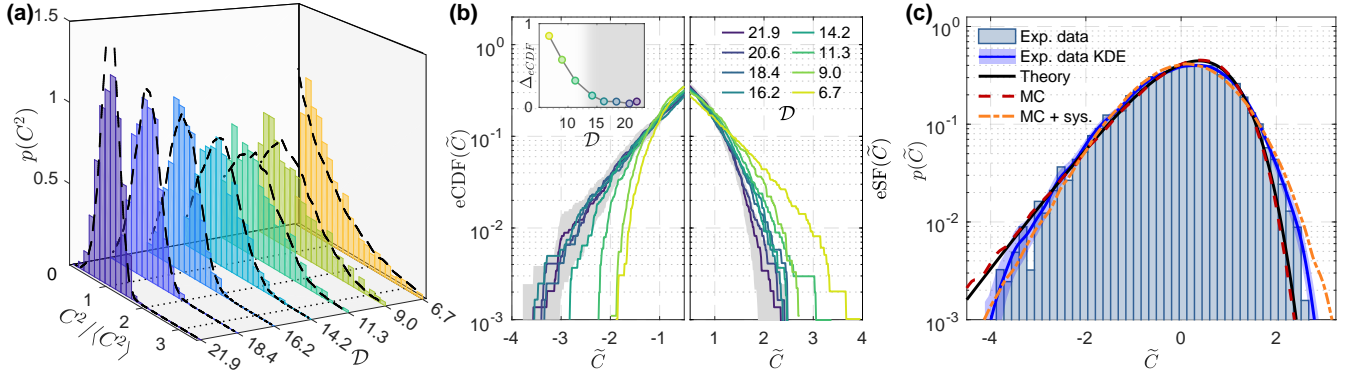 (a)
1.5
1
0.5
0
p(C²)
1
2
3
C²/⟨C²⟩
21.9
18.4
16.2
14.2
11.3
9.0
6.7
𝒟
(b)
10⁰
10⁻¹
10⁻²
10⁻³
eCDF(C̃)
1
0
Δ_eCDF
10 15 20
𝒟
21.9 14.2
20.6 11.3
18.4 9.0
16.2 6.7
𝒟
-4 -3 -2 -1 0 1 2 3 4
C̃ C̃
eSF(C̃)
(c)
10⁰
10⁻¹
10⁻²
10⁻³
p(C̃)
Exp. data
Exp. data KDE
Theory
MC
MC + sys.
-4 -2 0 2
C̃